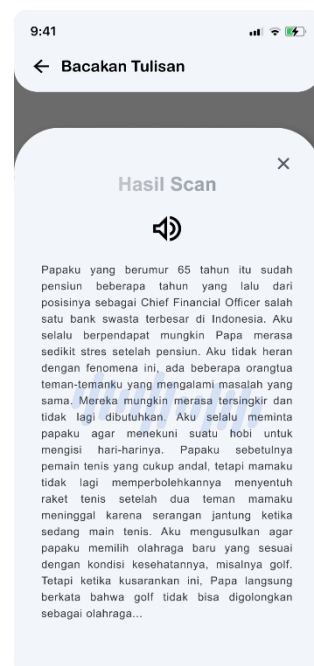 9:41
Bacakan Tulisan
Hasil Scan
Papaku yang berumur 65 tahun itu sudah
pensiun beberapa tahun yang lalu dari
posisinya sebagai Chief Financial Officer salah
satu bank swasta terbesar di Indonesia. Aku
selalu berpendapat mungkin Papa merasa
sedikit stres setelah pensiun. Aku tidak heran
dengan fenomena ini, ada beberapa orangtua
teman-temanku yang mengalami masalah yang
sama. Mereka mungkin merasa tersingkir dan
tidak lagi dibutuhkan. Aku selalu meminta
papaku agar menekuni suatu hobi untuk
mengisi hari-harinya. Papaku sebetulnya
pemain tenis yang cukup andal, tetapi mamaku
tidak lagi memperbolehkannya menyentuh
raket tenis setelah dua teman mamaku
meninggal karena serangan jantung ketika
sedang main tenis. Aku mengusulkan agar
papaku memilih olahraga baru yang sesuai
dengan kondisi kesehatannya, misalnya golf.
Tetapi ketika kusarankan ini, Papa langsung
berkata bahwa golf tidak bisa digolongkan
sebagai olahraga...